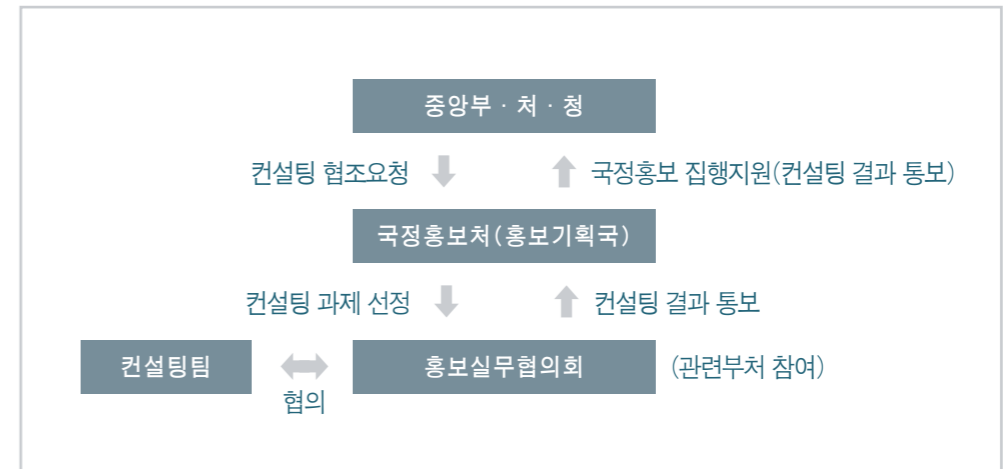 중앙부 · 처 · 청
컨설팅 협조요청 국정홍보 집행지원(컨설팅 결과 통보)
국정홍보처(홍보기획국)
컨설팅 과제 선정 컨설팅 결과 통보
컨설팅팀 홍보실무협의회 (관련부처 참여)
협의